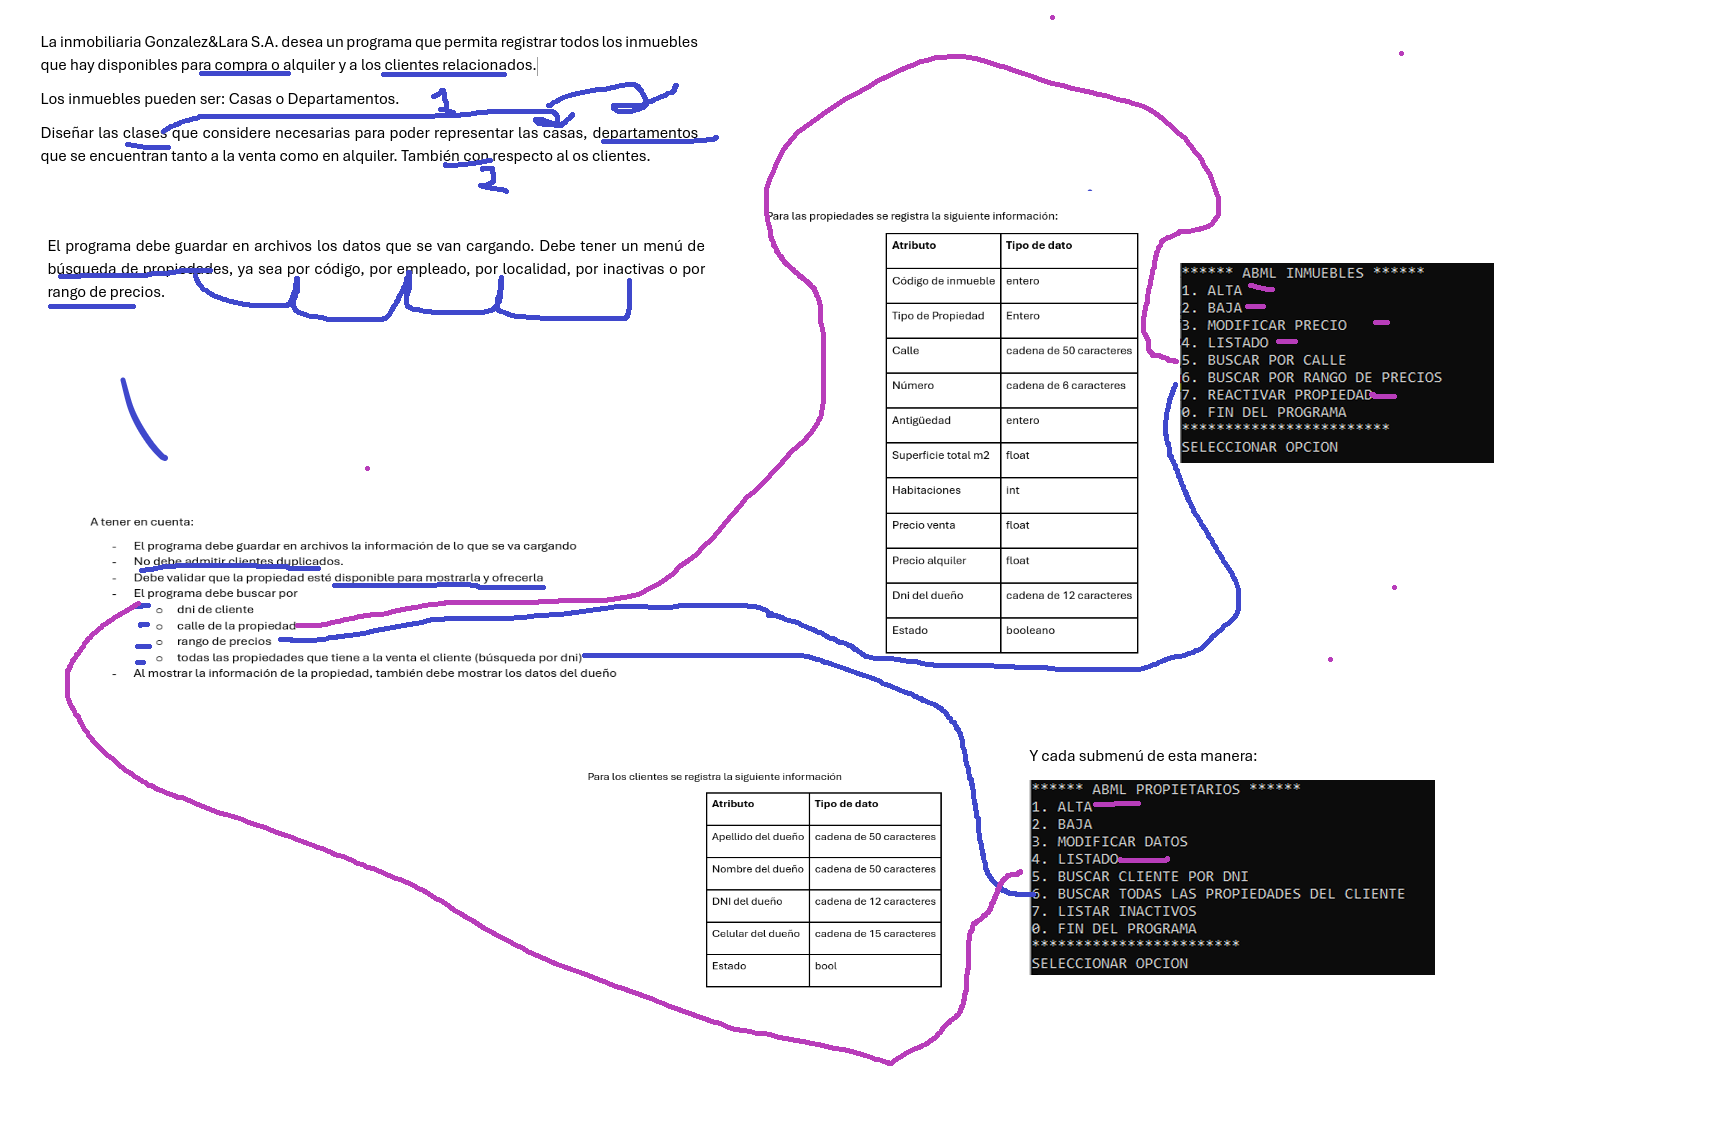 La inmobiliaria Gonzalez&Lara S.A. desea un programa que permita registrar todos los inmuebles
que hay disponibles para compra o alquiler y a los clientes relacionados.
Los inmuebles pueden ser: Casas o Departamentos.
1
2
Diseñar las clases que considere necesarias para poder representar las casas, departamentos
que se encuentran tanto a la venta como en alquiler. También con respecto al os clientes.
2
El programa debe guardar en archivos los datos que se van cargando. Debe tener un menú de
búsqueda de propiedades, ya sea por código, por empleado, por localidad, por inactivas o por
rango de precios.
Para las propiedades se registra la siguiente información:
Atributo Tipo de dato
Código de inmueble entero
Tipo de Propiedad Entero
Calle cadena de 50 caracteres
Número cadena de 6 caracteres
Antigüedad entero
Superficie total m2 float
Habitaciones int
Precio venta float
Precio alquiler float
Dni del dueño cadena de 12 caracteres
Estado booleano
****** ABML INMUEBLES ******
1. ALTA
2. BAJA
3. MODIFICAR PRECIO
4. LISTADO
5. BUSCAR POR CALLE
6. BUSCAR POR RANGO DE PRECIOS
7. REACTIVAR PROPIEDAD
0. FIN DEL PROGRAMA
************************
SELECCIONAR OPCION
A tener en cuenta:
- El programa debe guardar en archivos la información de lo que se va cargando
- No debe admitir clientes duplicados.
- Debe validar que la propiedad esté disponible para mostrarla y ofrecerla
- El programa debe buscar por
o dni de cliente
o calle de la propiedad
o rango de precios
o todas las propiedades que tiene a la venta el cliente (búsqueda por dni)
- Al mostrar la información de la propiedad, también debe mostrar los datos del dueño
Para los clientes se registra la siguiente información
Atributo Tipo de dato
Apellido del dueño cadena de 50 caracteres
Nombre del dueño cadena de 50 caracteres
DNI del dueño cadena de 12 caracteres
Celular del dueño cadena de 15 caracteres
Estado bool
Y cada submenú de esta manera:
****** ABML PROPIETARIOS ******
1. ALTA
2. BAJA
3. MODIFICAR DATOS
4. LISTADO
5. BUSCAR CLIENTE POR DNI
6. BUSCAR TODAS LAS PROPIEDADES DEL CLIENTE
7. LISTAR INACTIVOS
0. FIN DEL PROGRAMA
************************
SELECCIONAR OPCION